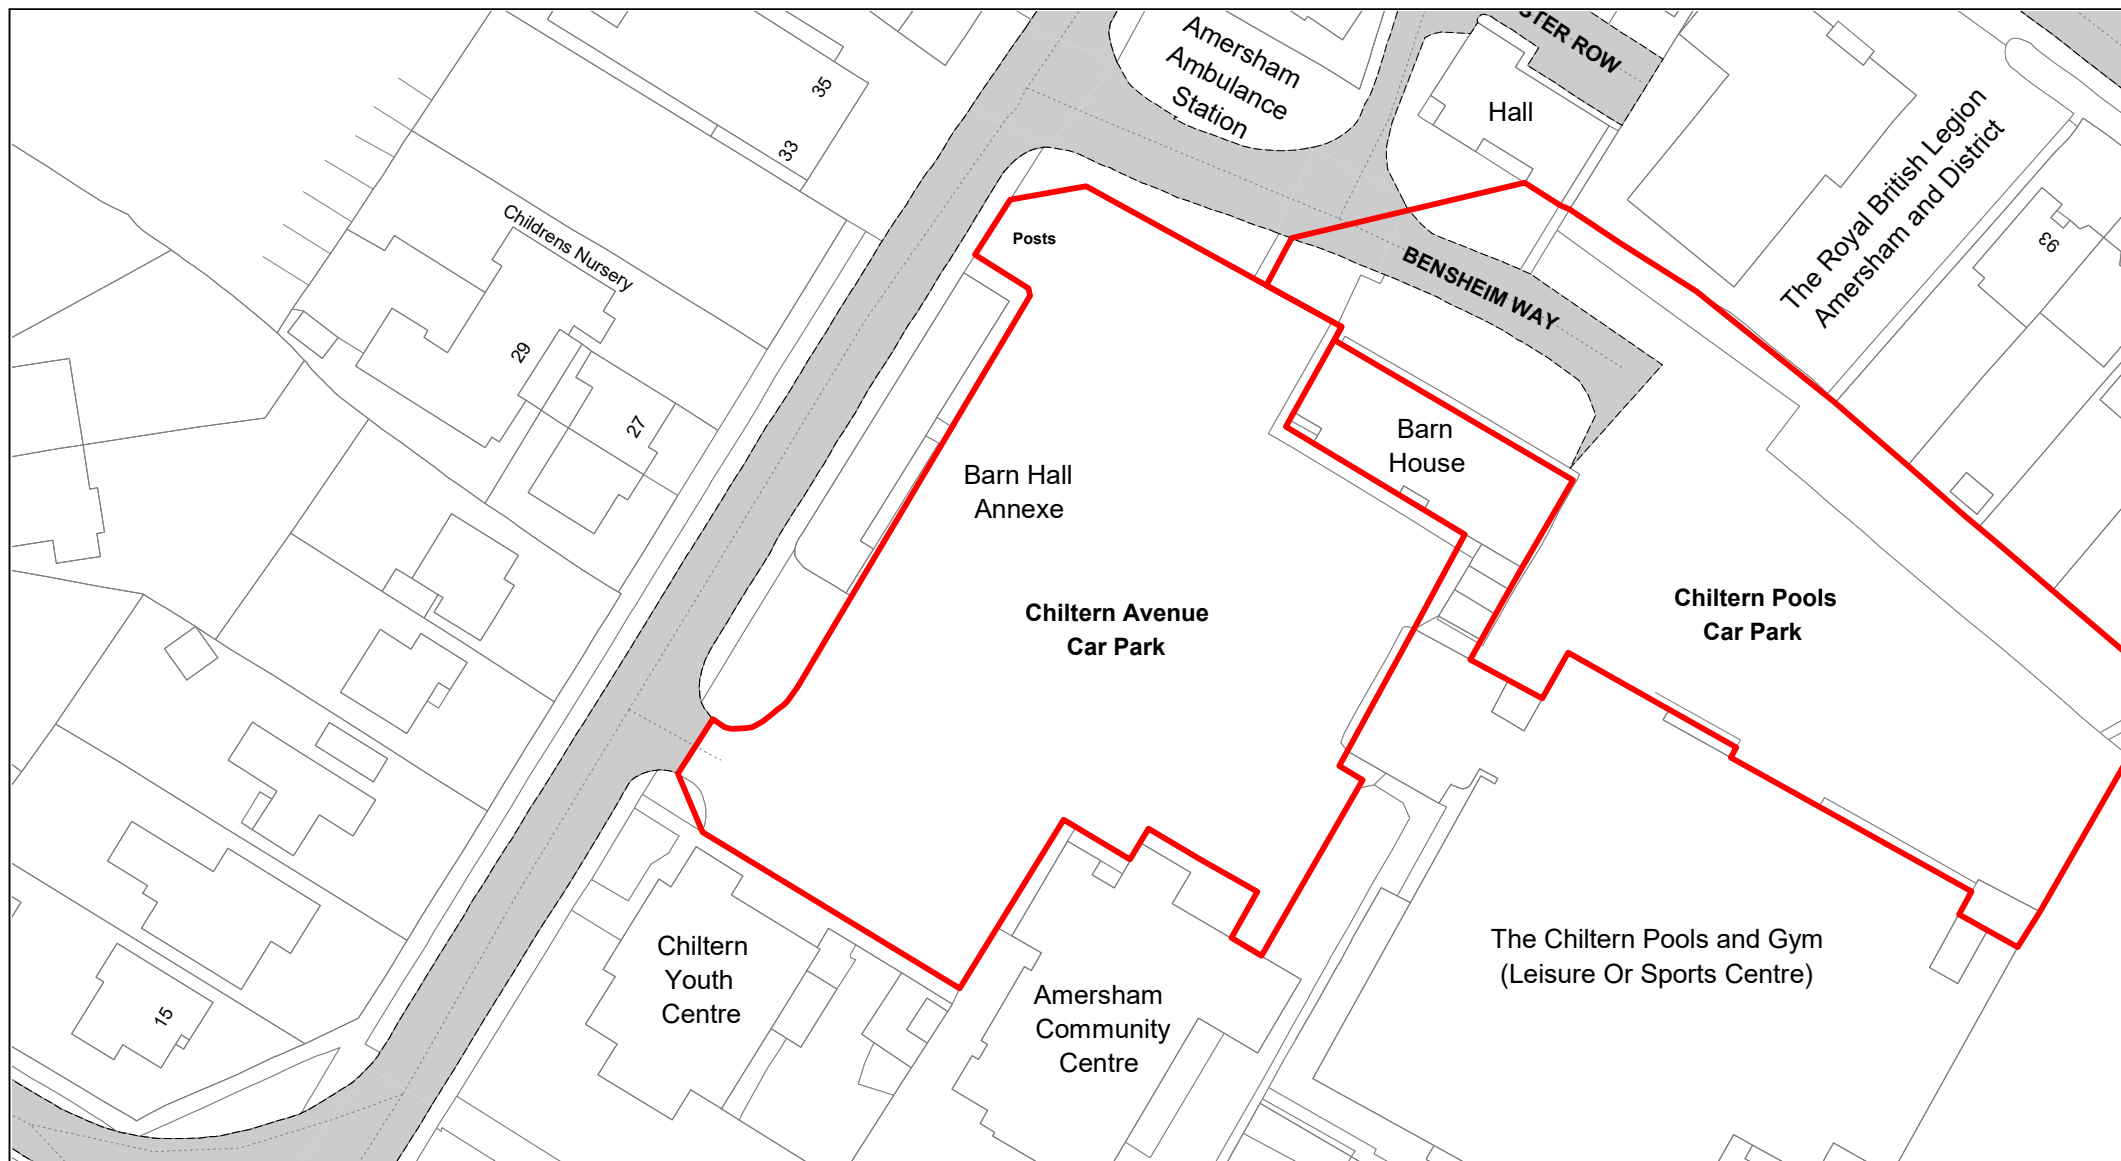 Amersham
Ambulance
Station
STER ROW
Hall
The Royal British Legion
Amersham and District
93
35
33
Childrens Nursery
29
27
Posts
BENSHEIM WAY
Barn
House
Barn Hall
Annexe
Chiltern Avenue
Car Park
Chiltern Pools
Car Park
Chiltern
Youth
Centre
Amersham
Community
Centre
The Chiltern Pools and Gym
(Leisure Or Sports Centre)
15